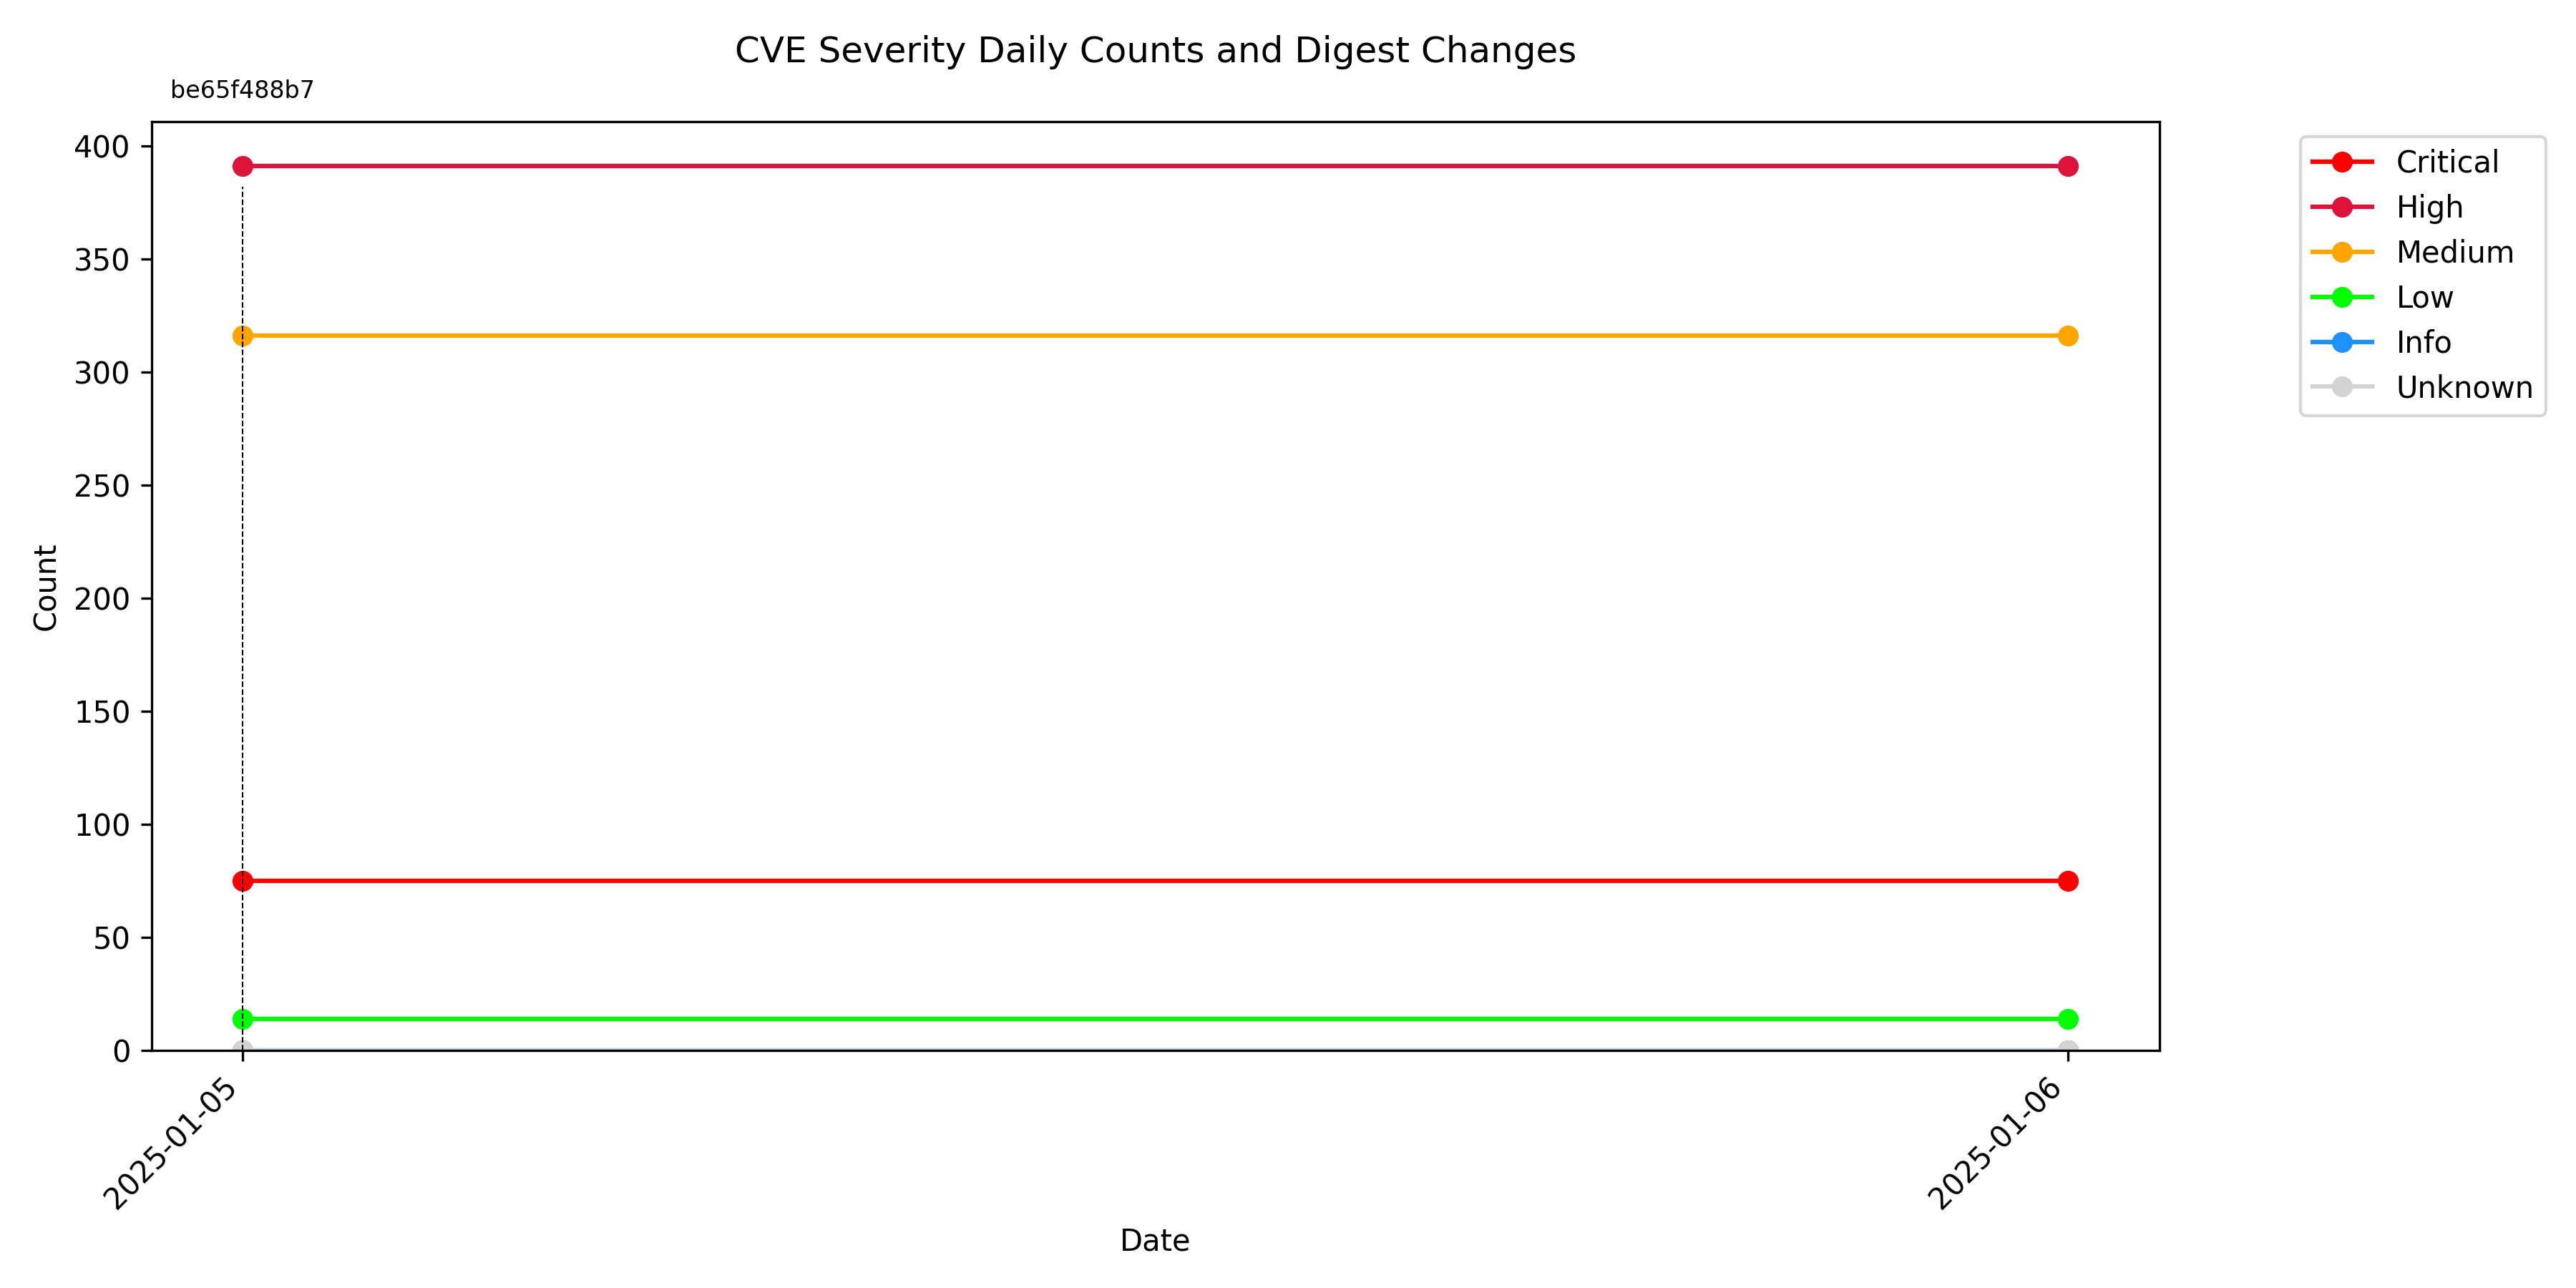 CVE Severity Daily Counts and Digest Changes
be65f488b7
400
350
300
250
200
150
100
50
0
Count
2025-01-05
2025-01-06
Date
Critical
High
Medium
Low
Info
Unknown